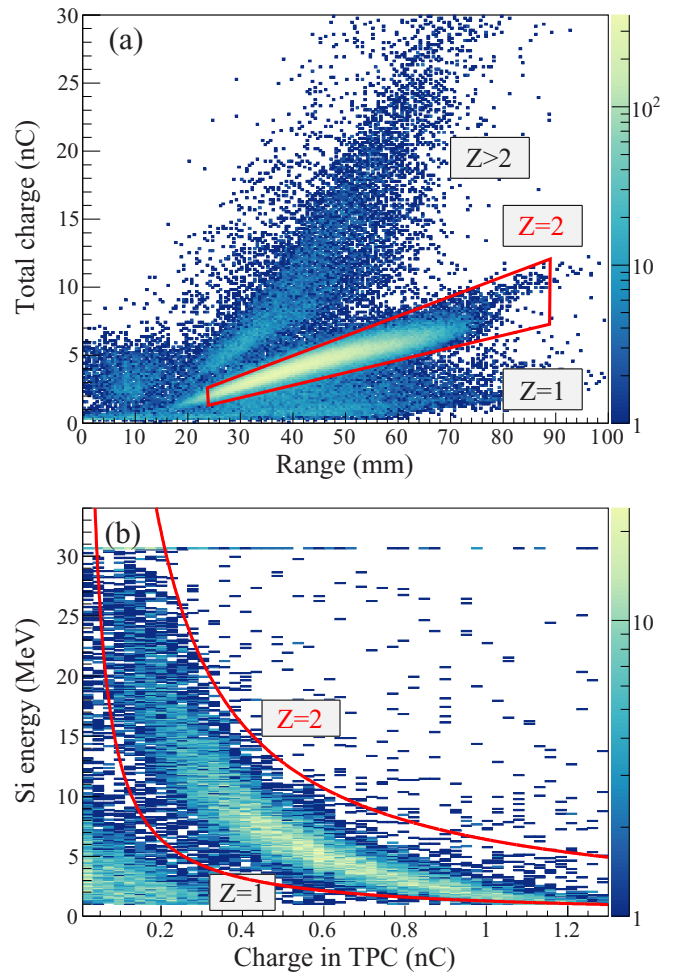 (a)
30
25
20
15
10
5
0
Total charge (nC)
Z>2
Z=2
Z=1
0 10 20 30 40 50 60 70 80 90 100
Range (mm)
10²
10
1
(b)
30
25
20
15
10
5
0
Si energy (MeV)
Z=2
Z=1
0.2 0.4 0.6 0.8 1 1.2
Charge in TPC (nC)
10
1